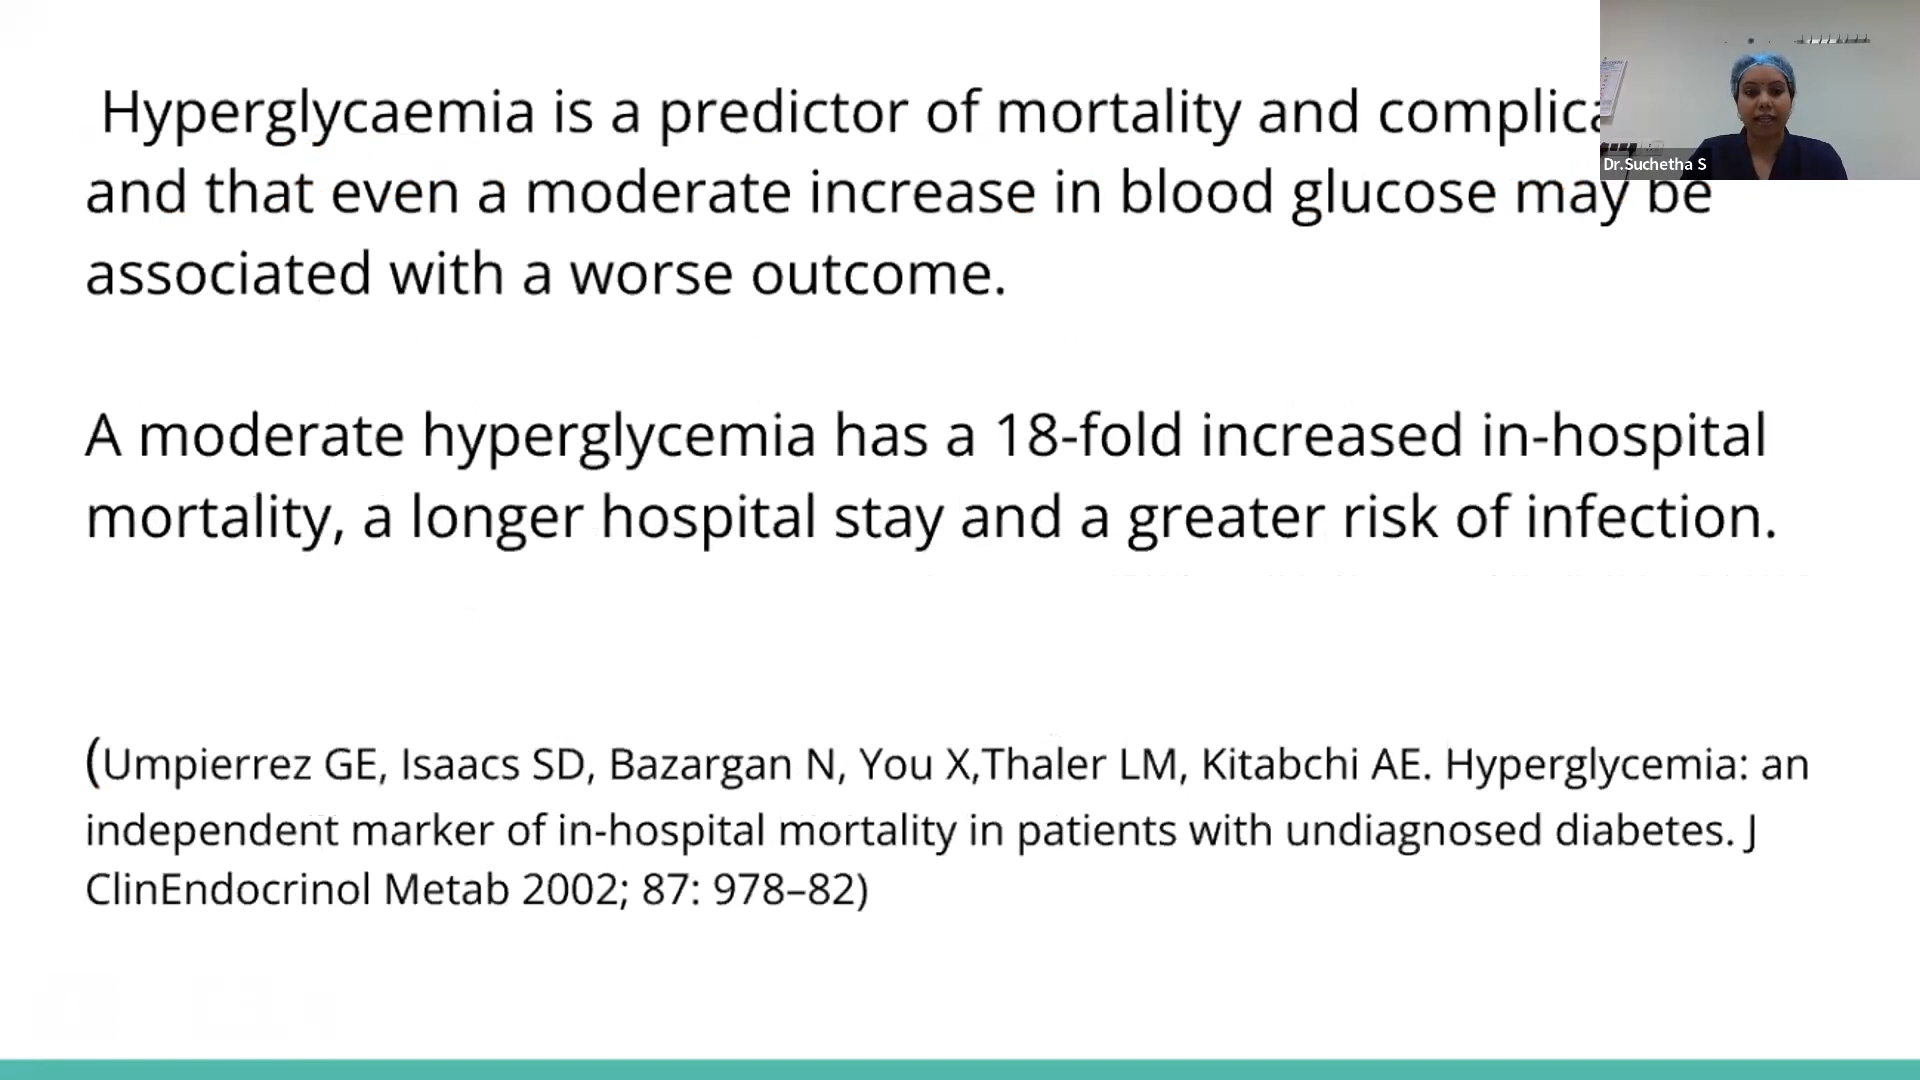 Hyperglycaemia is a predictor of mortality and
and that even a moderate increase in blood glucose may be
associated with a worse outcome.
A moderate hyperglycemia has a 18-fold increased in-hospital
mortality, a longer hospital stay and a greater risk of infection.
(Umpierrez GE, Isaacs SD, Bazargan N, You X,Thaler LM, Kitabchi AE. Hyperglycemia: an
independent marker of in-hospital mortality in patients with undiagnosed diabetes. J
ClinEndocrinol Metab 2002; 87: 978–82)
Dr.Suchetha S